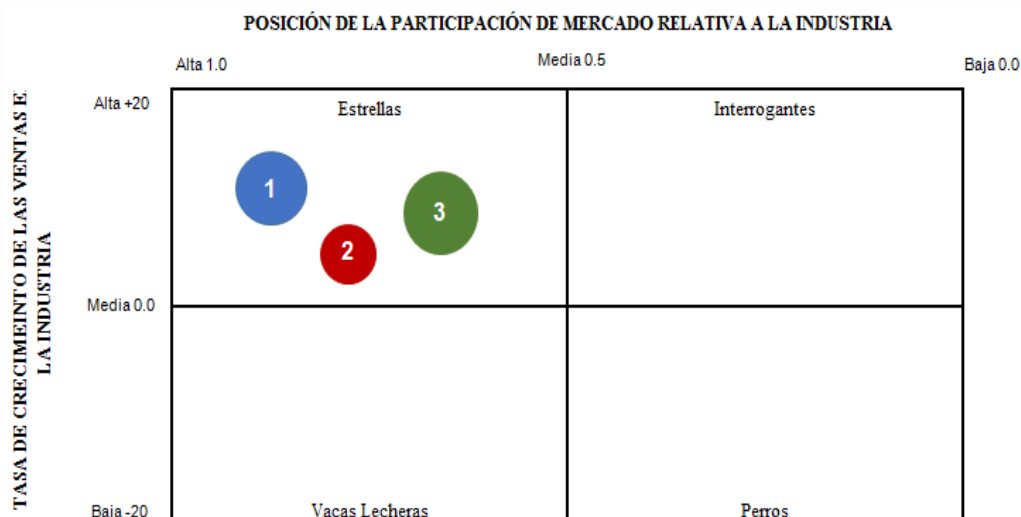 POSICIÓN DE LA PARTICIPACIÓN DE MERCADO RELATIVA A LA INDUSTRIA
Alta 1.0
Media 0.5
Baja 0.0
TASA DE CRECIMEINTO DE LAS VENTAS E
LA INDUSTRIA
Alta +20
Estrellas
Interrogantes
1
3
2
Media 0.0
Baja -20
Vacas Lecheras
Perros